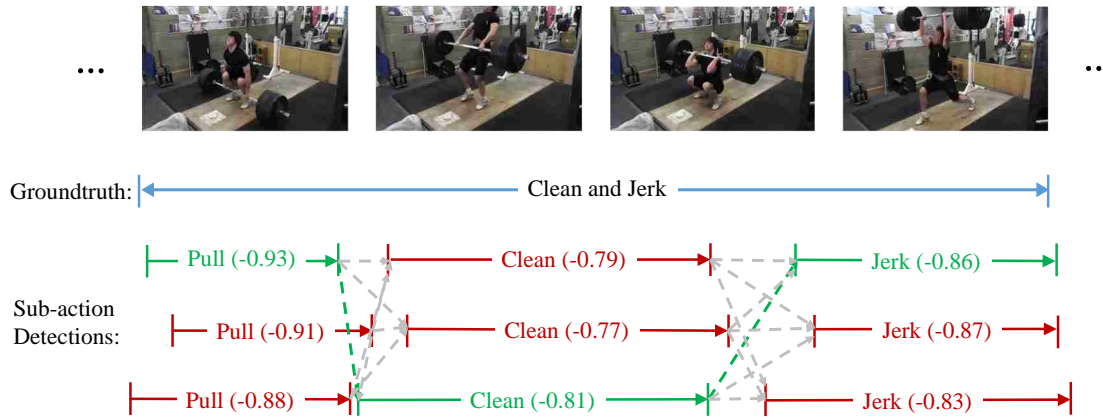 ...
Groundtruth: Clean and Jerk
Pull (-0.93) Clean (-0.79) Jerk (-0.86)
Sub-action
Detections:
Pull (-0.91) Clean (-0.77) Jerk (-0.87)
Pull (-0.88) Clean (-0.81) Jerk (-0.83)